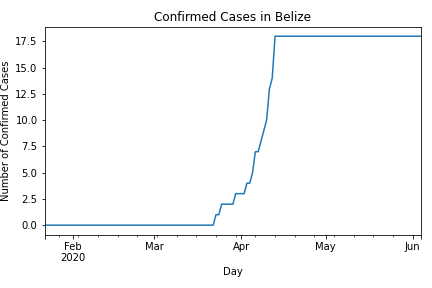 Confirmed Cases in Belize
Number of Confirmed Cases
17.5
15.0
12.5
10.0
7.5
5.0
2.5
0.0
Feb
2020
Mar
Apr
May
Jun
Day